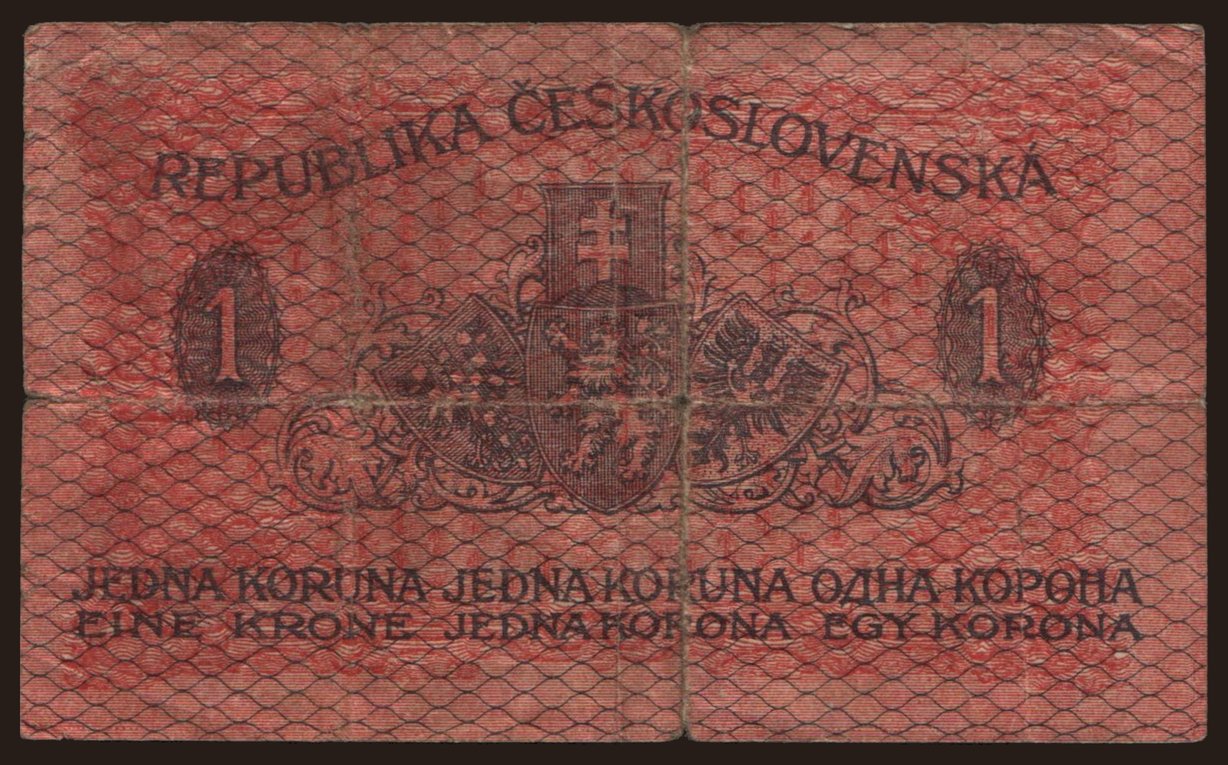 REPUBLIKA ČESKOSLOVENSKÁ
1 1
JEDNA KORUNA JEDNA KORUNA ОДНА КОРОНА
EINE KRONE JEDNA KORONA EGY KORONA